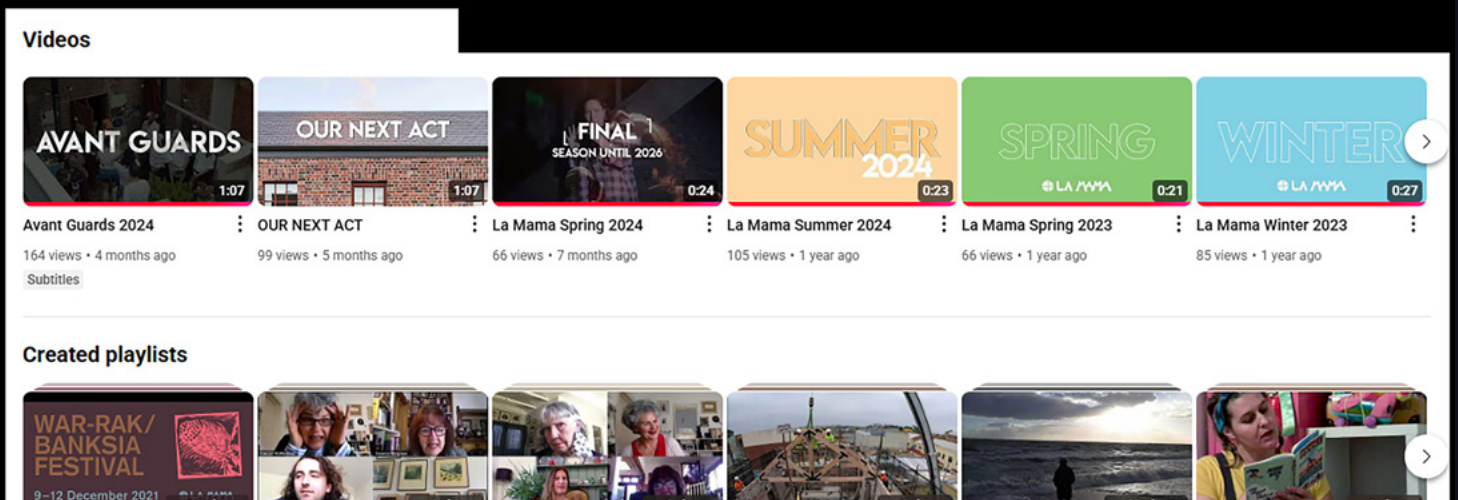 Videos
AVANT GUARDS
1:07
OUR NEXT ACT
1:07
FINAL
SEASON UNTIL 2026
0:24
SUMMER
2024
0:23
SPRING
LA MAMA
0:21
WINTER
LA MAMA
0:27
Avant Guards 2024
164 views • 4 months ago
Subtitles
OUR NEXT ACT
99 views • 5 months ago
La Mama Spring 2024
66 views • 7 months ago
La Mama Summer 2024
105 views • 1 year ago
La Mama Spring 2023
66 views • 1 year ago
La Mama Winter 2023
85 views • 1 year ago
Created playlists
WAR-RAK/
BANKSIA
FESTIVAL
9–12 December 2021
LA MAMA